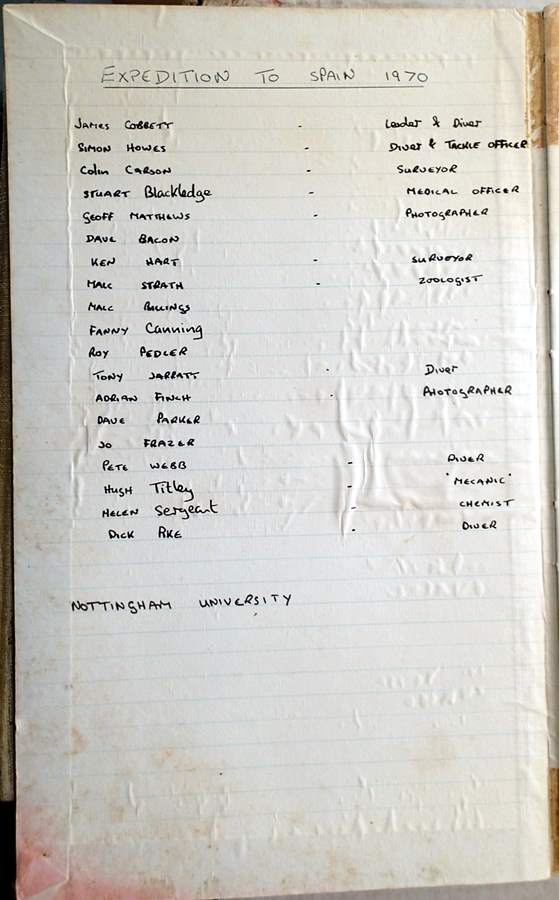 EXPEDITION TO SPAIN 1970
JAMES COBBETT - Leader & Diver
SIMON HOWES - DIVER & TACKLE OFFICER
Colin CARSON - SURVEYOR
STUART Blackledge - MEDICAL OFFICER
GEOFF MATTHEWS - PHOTOGRAPHER
DAVE BACON
KEN HART - SURVEYOR
MALC STRATH - ZOOLOGIST
MALC BILLINGS
FANNY Canning
ROY PEDLER
TONY JARRATT - Diver
ADRIAN FINCH - PHOTOGRAPHER
DAVE PARKER
JO FRAZER
PETE WEBB - DIVER
HUGH Titley - "MECANIC"
HELEN Sergeant - CHEMIST
DICK - DIVER
NOTTINGHAM UNIVERSITY